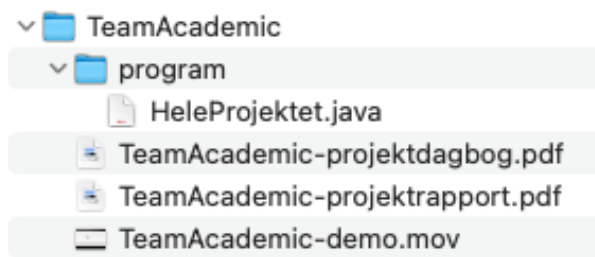 TeamAcademic
program
HeleProjektet.java
TeamAcademic-projektdagbog.pdf
TeamAcademic-projektrapport.pdf
TeamAcademic-demo.mov